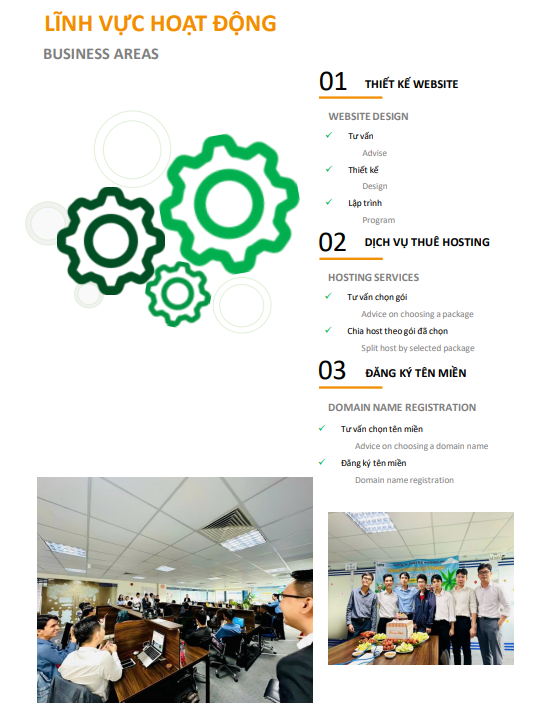 LĨNH VỰC HOẠT ĐỘNG
BUSINESS AREAS
01 THIẾT KẾ WEBSITE
WEBSITE DESIGN
Tư vấn
Advise
Thiết kế
Design
Lập trình
Program
02 DỊCH VỤ THUÊ HOSTING
HOSTING SERVICES
Tư vấn chọn gói
Advice on choosing a package
Chia host theo gói đã chọn
Split host by selected package
03 ĐĂNG KÝ TÊN MIỀN
DOMAIN NAME REGISTRATION
Tư vấn chọn tên miền
Advice on choosing a domain name
Đăng ký tên miền
Domain name registration